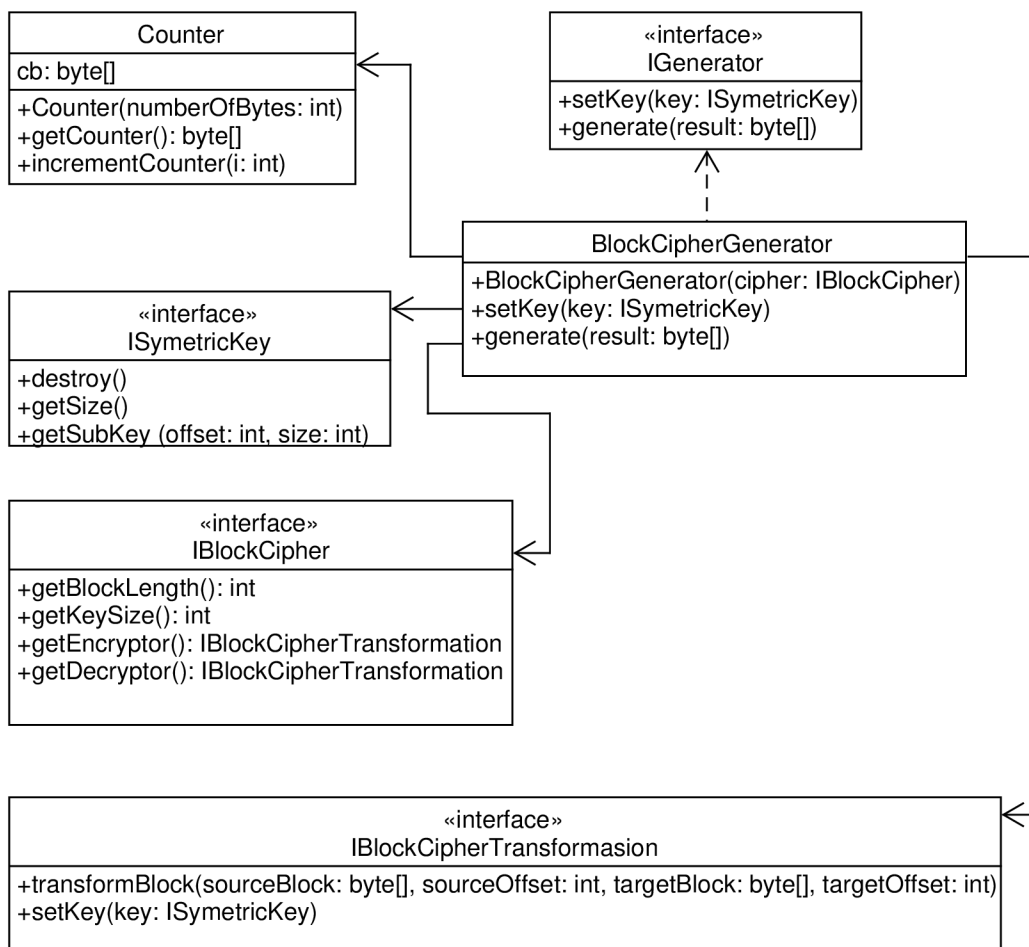 Counter
cb: byte[]
+Counter(numberOfBytes: int)
+getCounter(): byte[]
+incrementCounter(i: int)
«interface»
IGenerator
+setKey(key: ISymetricKey)
+generate(result: byte[])
BlockCipherGenerator
+BlockCipherGenerator(cipher: IBlockCipher)
+setKey(key: ISymetricKey)
+generate(result: byte[])
«interface»
ISymetricKey
+destroy()
+getSize()
+getSubKey (offset: int, size: int)
«interface»
IBlockCipher
+getBlockLength(): int
+getKeySize(): int
+getEncryptor(): IBlockCipherTransformation
+getDecryptor(): IBlockCipherTransformation
«interface»
IBlockCipherTransformasion
+transformBlock(sourceBlock: byte[], sourceOffset: int, targetBlock: byte[], targetOffset: int)
+setKey(key: ISymetricKey)